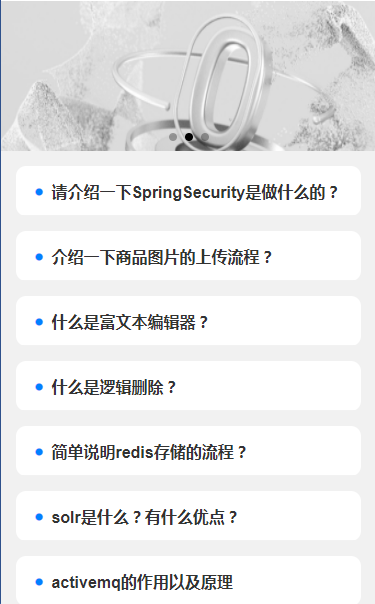 请介绍一下SpringSecurity是做什么的？
介绍一下商品图片的上传流程？
什么是富文本编辑器？
什么是逻辑删除？
简单说明redis存储的流程？
solr是什么？有什么优点？
activemq的作用以及原理